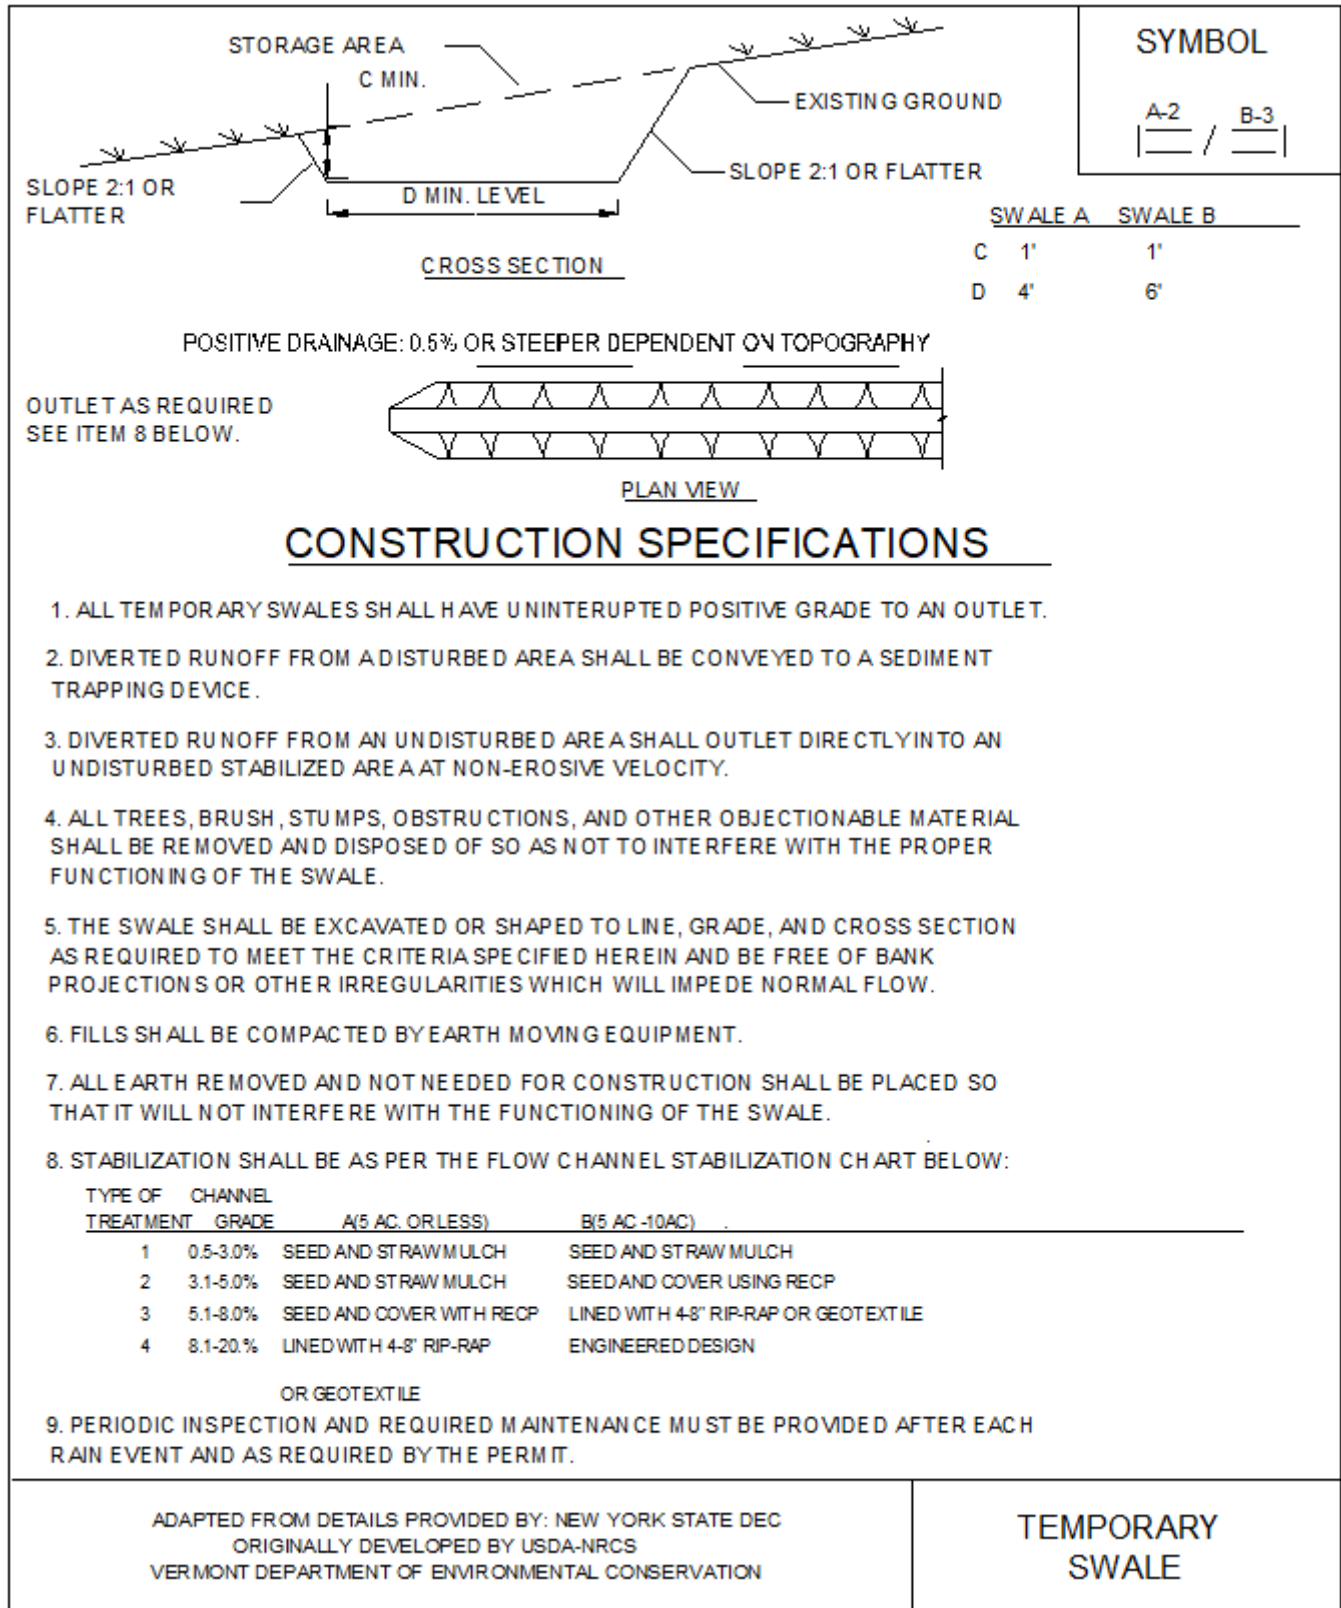 STORAGE AREA
C MIN.
EXISTING GROUND
SLOPE 2:1 OR
FLATTER
SLOPE 2:1 OR FLATTER
D MIN. LEVEL
CROSS SECTION
SYMBOL
A-2 / B-3
SWALE A SWALE B
C 1' 1'
D 4' 6'
POSITIVE DRAINAGE: 0.5% OR STEEPER DEPENDENT ON TOPOGRAPHY
OUTLET AS REQUIRED
SEE ITEM 8 BELOW.
PLAN VIEW
CONSTRUCTION SPECIFICATIONS
1. ALL TEMPORARY SWALES SHALL HAVE UNINTERUPTED POSITIVE GRADE TO AN OUTLET.
2. DIVERTED RUNOFF FROM A DISTURBED AREA SHALL BE CONVEYED TO A SEDIMENT
TRAPPING DEVICE.
3. DIVERTED RUNOFF FROM AN UNDISTURBED AREA SHALL OUTLET DIRECTLY INTO AN
UNDISTURBED STABILIZED AREA AT NON-EROSIVE VELOCITY.
4. ALL TREES, BRUSH, STUMPS, OBSTRUCTIONS, AND OTHER OBJECTIONABLE MATERIAL
SHALL BE REMOVED AND DISPOSED OF SO AS NOT TO INTERFERE WITH THE PROPER
FUNCTIONING OF THE SWALE.
5. THE SWALE SHALL BE EXCAVATED OR SHAPED TO LINE, GRADE, AND CROSS SECTION
AS REQUIRED TO MEET THE CRITERIA SPECIFIED HEREIN AND BE FREE OF BANK
PROJECTIONS OR OTHER IRREGULARITIES WHICH WILL IMPEDE NORMAL FLOW.
6. FILLS SHALL BE COMPACTED BY EARTH MOVING EQUIPMENT.
7. ALL EARTH REMOVED AND NOT NEEDED FOR CONSTRUCTION SHALL BE PLACED SO
THAT IT WILL NOT INTERFERE WITH THE FUNCTIONING OF THE SWALE.
8. STABILIZATION SHALL BE AS PER THE FLOW CHANNEL STABILIZATION CHART BELOW:
TYPE OF CHANNEL
TREATMENT GRADE A(5 AC. OR LESS) B(5 AC -10AC) .
1 0.5-3.0% SEED AND STRAW MULCH SEED AND STRAW MULCH
2 3.1-5.0% SEED AND STRAW MULCH SEED AND COVER USING RECP
3 5.1-8.0% SEED AND COVER WITH RECP LINED WITH 4-8" RIP-RAP OR GEOTEXTILE
4 8.1-20.% LINED WITH 4-8" RIP-RAP ENGINEERED DESIGN
OR GEOTEXTILE
9. PERIODIC INSPECTION AND REQUIRED MAINTENANCE MUST BE PROVIDED AFTER EACH
RAIN EVENT AND AS REQUIRED BY THE PERMIT.
ADAPTED FROM DETAILS PROVIDED BY: NEW YORK STATE DEC
ORIGINALLY DEVELOPED BY USDA-NRCS
VERMONT DEPARTMENT OF ENVIRONMENTAL CONSERVATION
TEMPORARY
SWALE